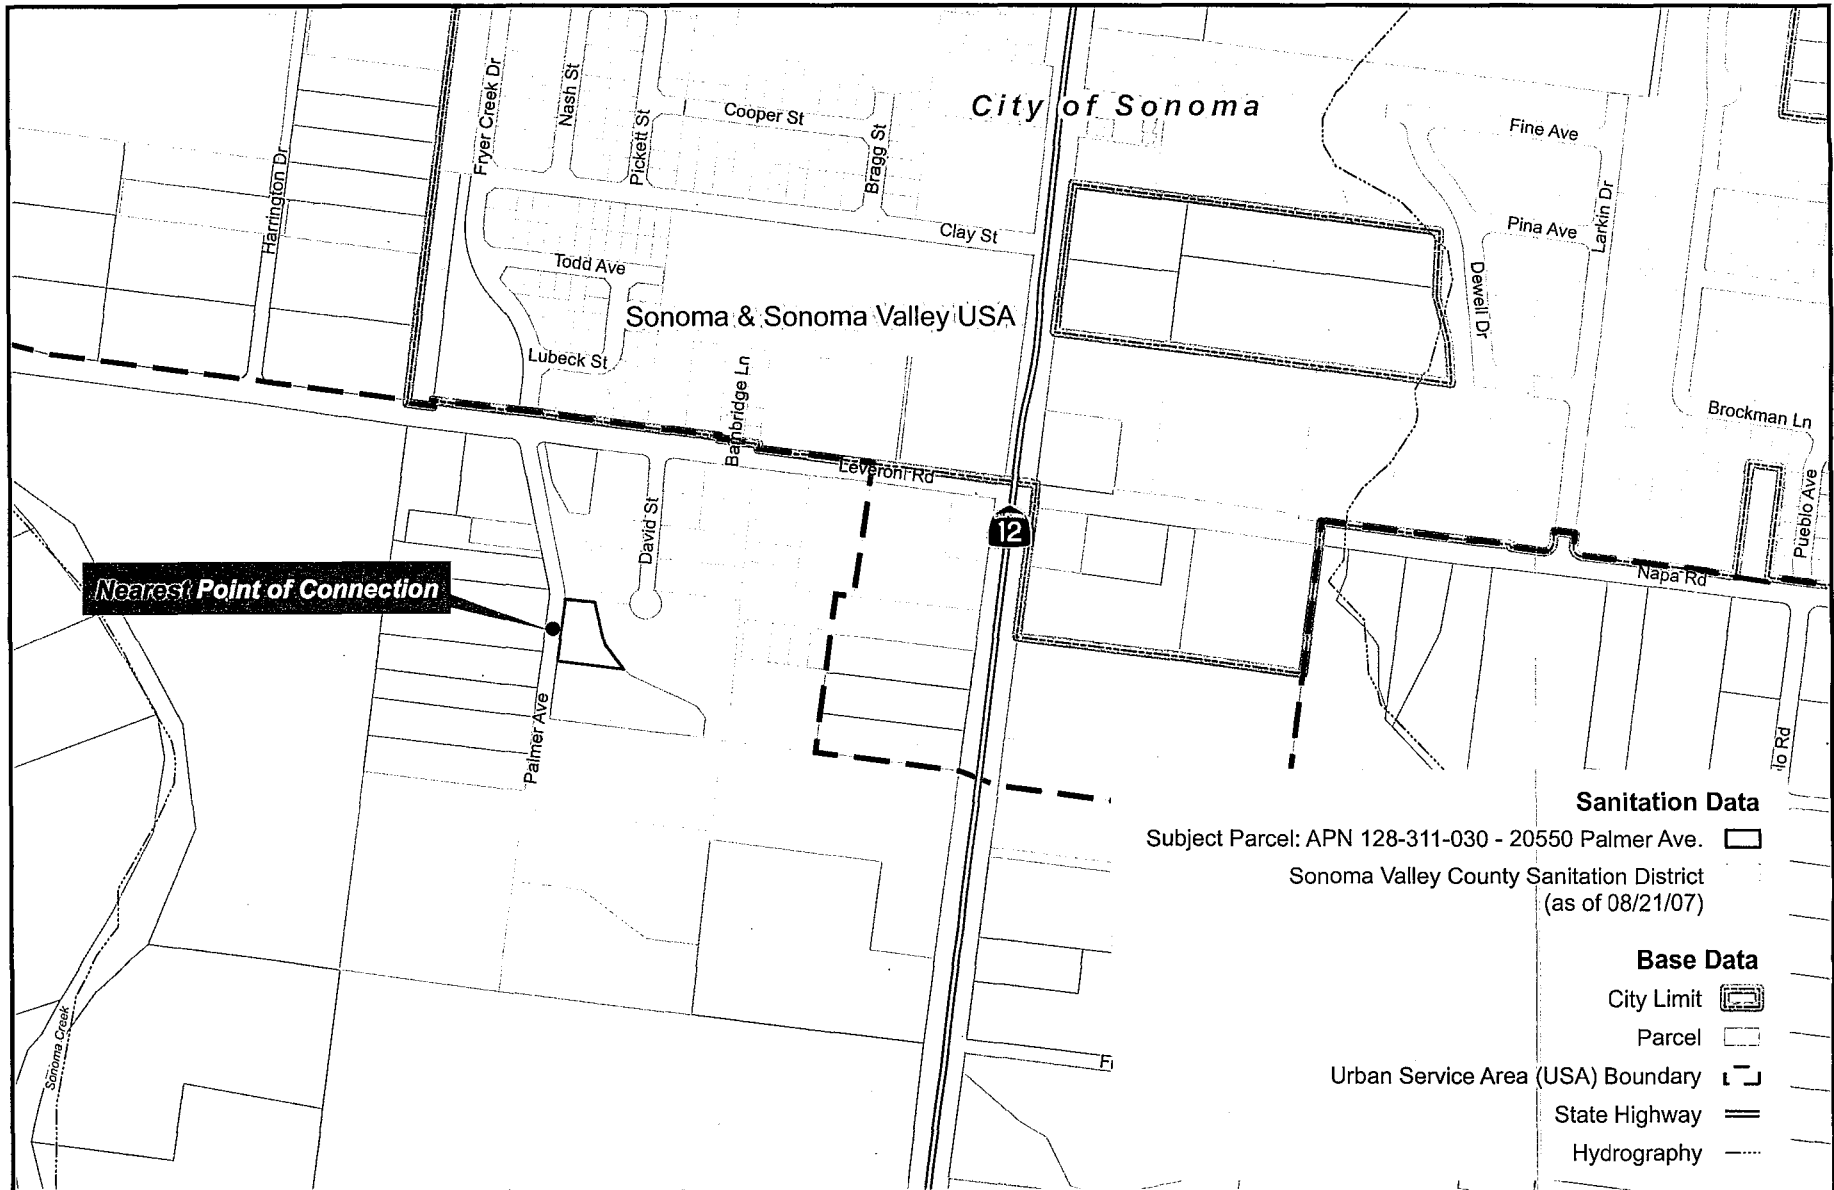 City of Sonoma
Fryer Creek Dr
Nash St
Pickett St
Cooper St
Bragg St
Fine Ave
Harrington Dr
Larkin Dr
Pina Ave
Clay St
Todd Ave
Dewell Dr
Sonoma & Sonoma Valley USA
Lubeck St
Bainbridge Ln
Brockman Ln
Leveroni Rd
Pueblo Ave
David St
12
Napa Rd
Nearest Point of Connection
Palmer Ave
lo Rd
Sonoma Creek
Fi
Sanitation Data
Subject Parcel: APN 128-311-030 - 20550 Palmer Ave.
Sonoma Valley County Sanitation District
(as of 08/21/07)
Base Data
City Limit
Parcel
Urban Service Area (USA) Boundary
State Highway
Hydrography